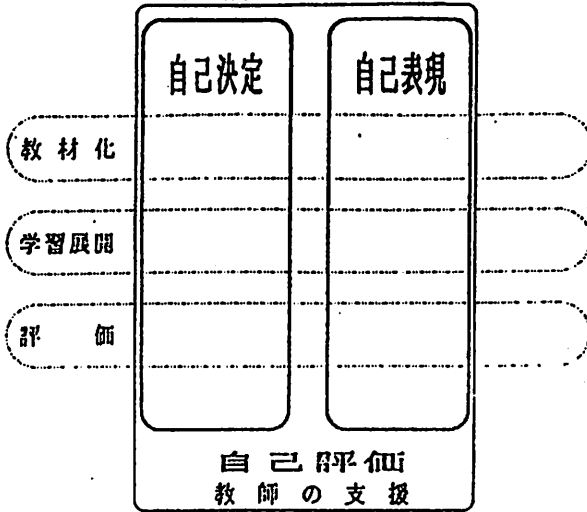 自己決定 自己表現
教材化
学習展開
評価
自己評価
教師の支援